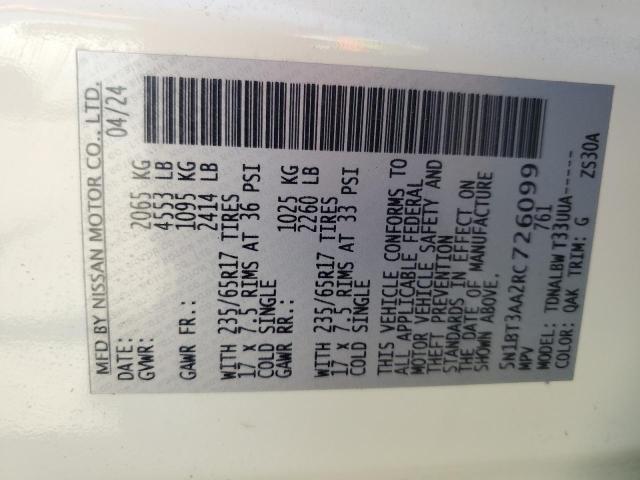 MFD BY NISSAN MOTOR CO., LTD.
DATE: 04/24
GVWR: 2065 KG
4553 LB
GAWR FR.: 1095 KG
2414 LB
WITH 235/65R17 TIRES
17 X 7.5 RIMS AT 36 PSI
COLD SINGLE
GAWR RR.: 1025 KG
2260 LB
WITH 235/65R17 TIRES
17 X 7.5 RIMS AT 33 PSI
COLD SINGLE
THIS VEHICLE CONFORMS TO
ALL APPLICABLE FEDERAL
MOTOR VEHICLE SAFETY AND
THEFT PREVENTION
STANDARDS IN EFFECT ON
THE DATE OF MANUFACTURE
SHOWN ABOVE.
5N1BT3AA2RC726099
MPV 761
MODEL: TDNALBW T33UUA-----
COLOR: QAK TRIM: G ZS30A